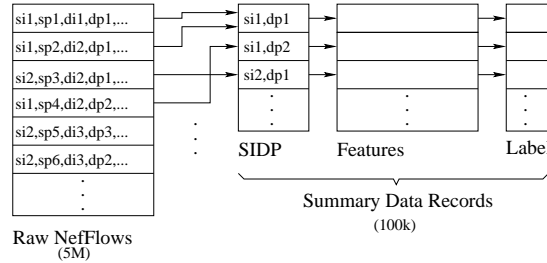 si1,sp1,di1,dp1,...
si1,sp2,di2,dp1,...
si2,sp3,di2,dp1,...
si1,sp4,di2,dp2,...
si2,sp5,di3,dp3,...
si2,sp6,di3,dp2,...
Raw NefFlows
(5M)
si1,dp1
si1,dp2
si2,dp1
SIDP
Features
Label
Summary Data Records
(100k)